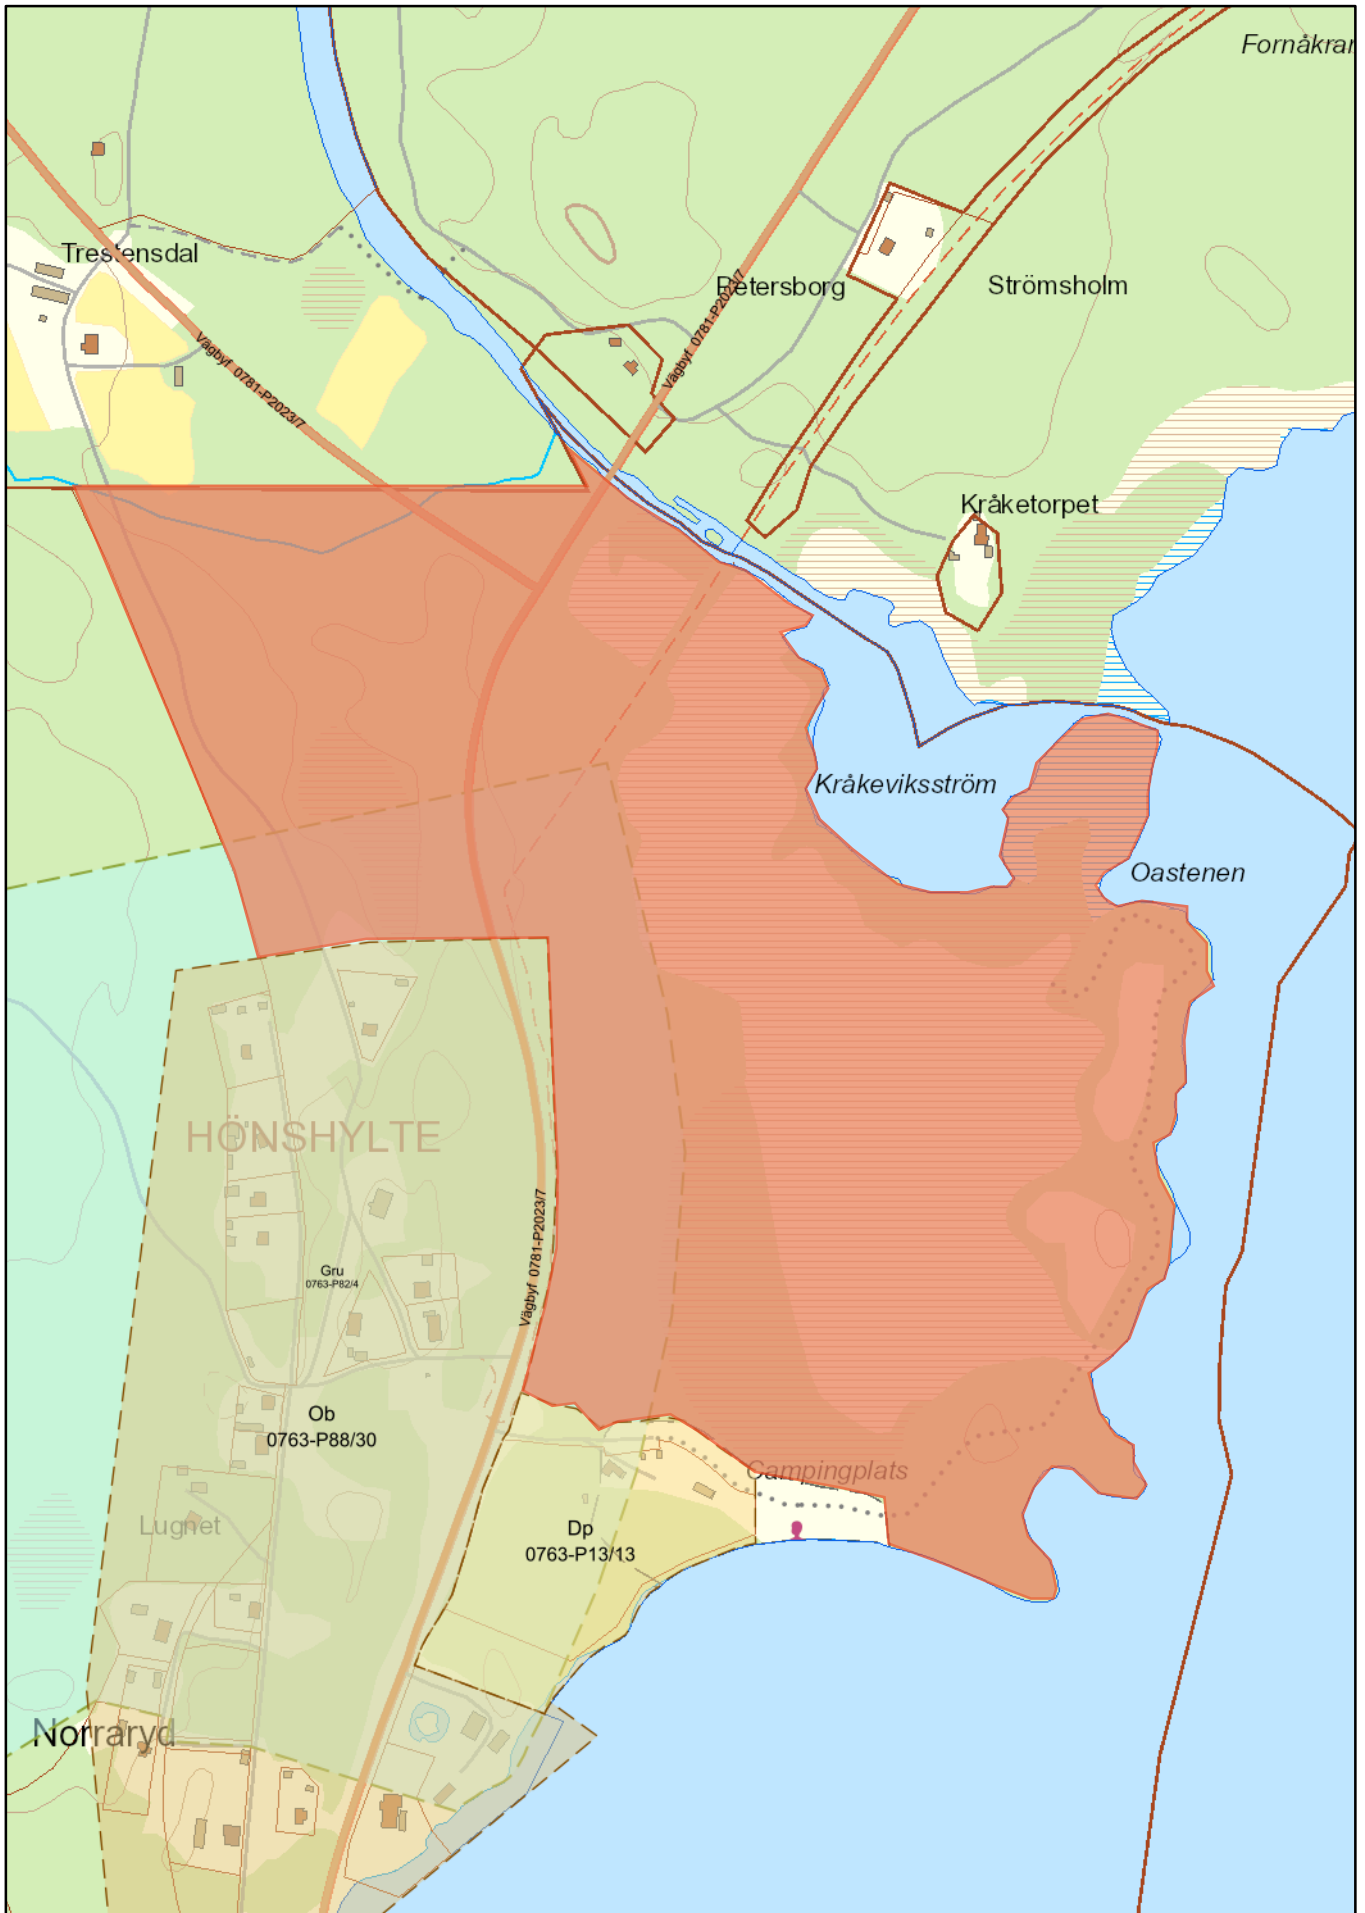 Fornåkrar
Trestensdal
Petersborg
Strömsholm
Vägbyf 0781-P2023/7
Vägbyf 0781-P2023/7
Kråketorpet
Kråkeviksström
Oastenen
HÖNSHYLTE
Vägbyf 0781-P2023/7
Gru
0763-P82/4
Ob
0763-P88/30
Campingplats
Lugnet
Dp
0763-P13/13
Norraryd